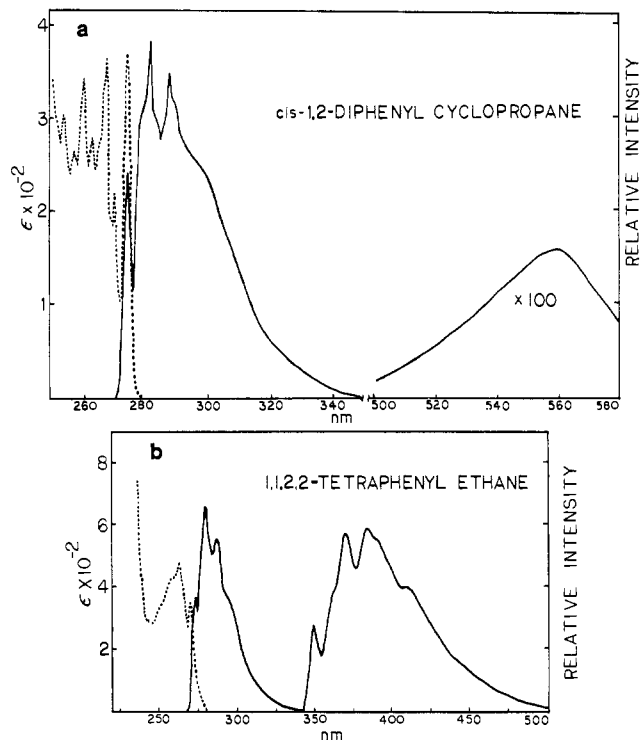 a
cis-1,2-DIPHENYL CYCLOPROPANE
ϵ × 10⁻²
4
3
2
1
RELATIVE INTENSITY
× 100
260 280 300 320 340 500 520 540 560 580
nm
b
1,1,2,2-TETRAPHENYL ETHANE
ϵ × 10⁻²
8
6
4
2
RELATIVE INTENSITY
250 300 350 400 450 500
nm